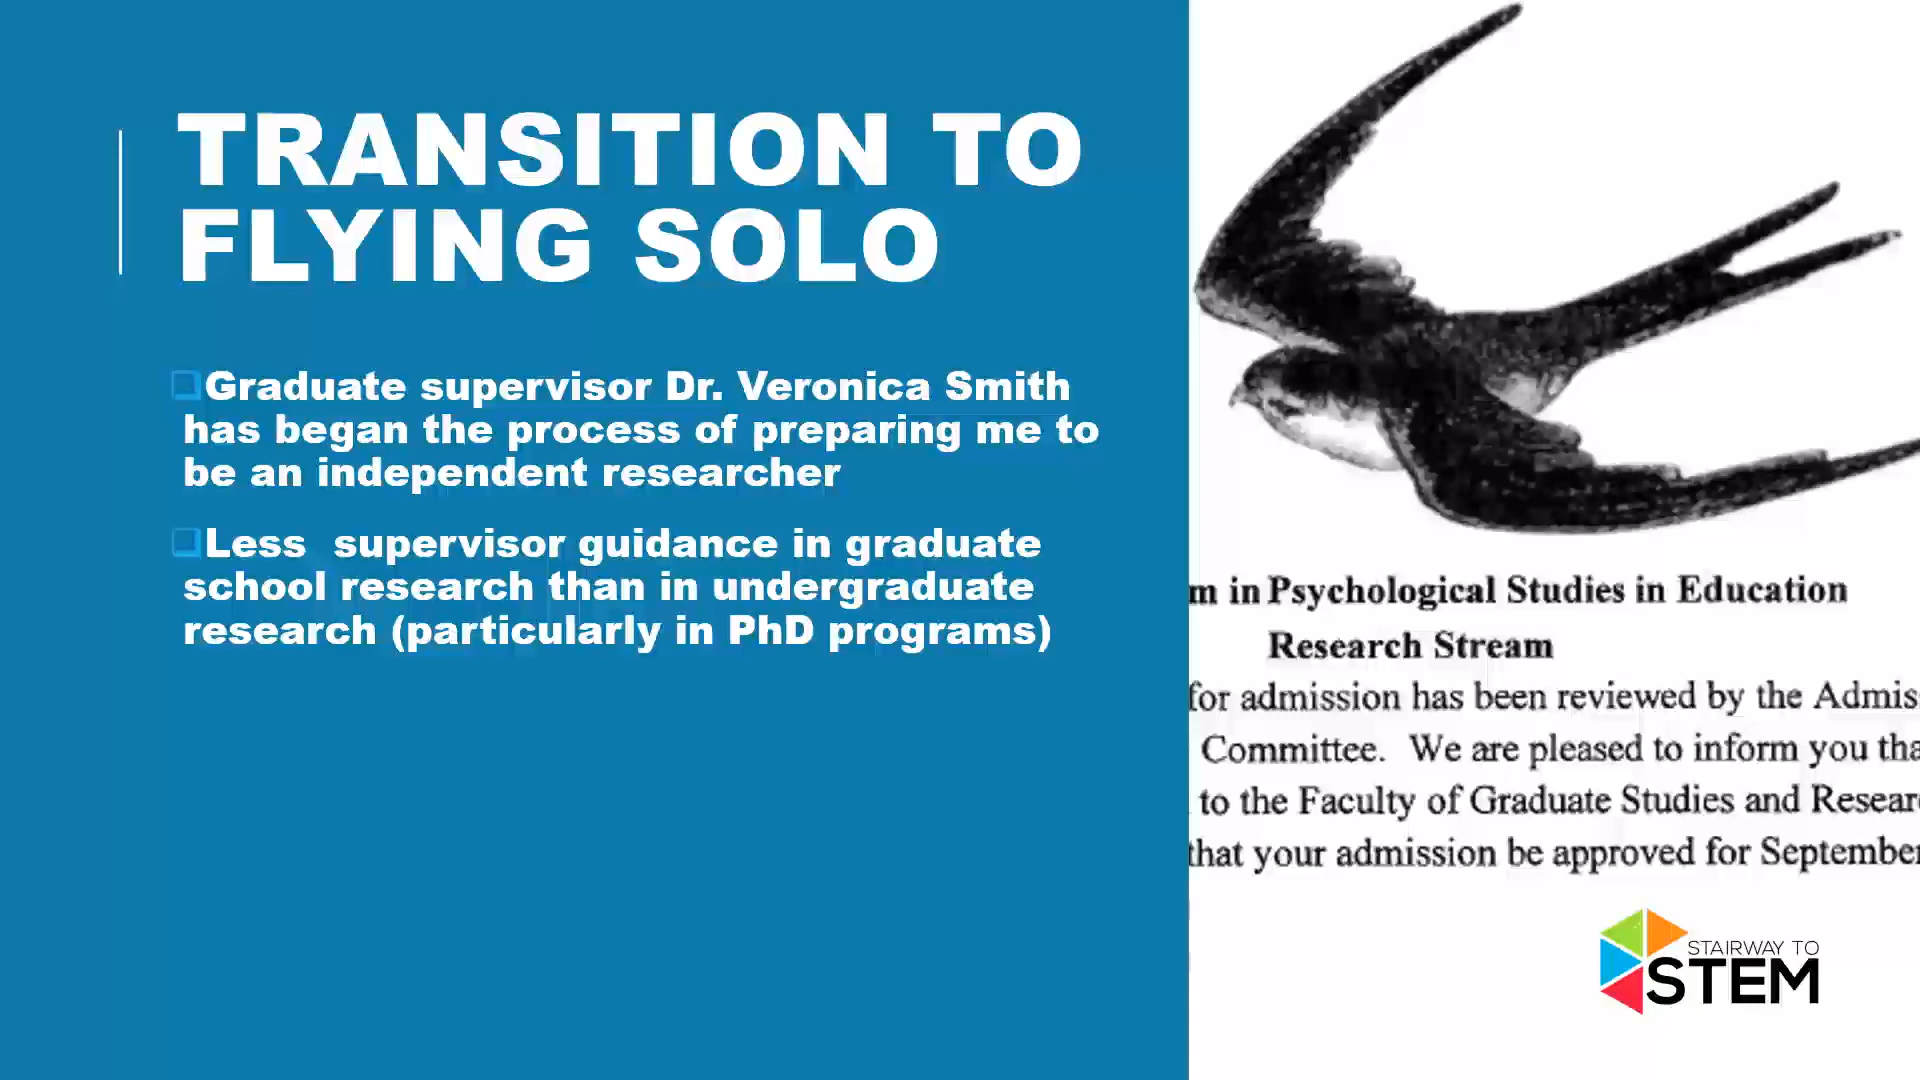 TRANSITION TO
FLYING SOLO
Graduate supervisor Dr. Veronica Smith
has began the process of preparing me to
be an independent researcher
Less supervisor guidance in graduate
school research than in undergraduate
research (particularly in PhD programs)
in Psychological Studies in Education
Research Stream
for admission has been reviewed by the
Committee. We are pleased to inform you
to the Faculty of Graduate Studies and
that your admission be approved for September
STAIRWAY TO
STEM